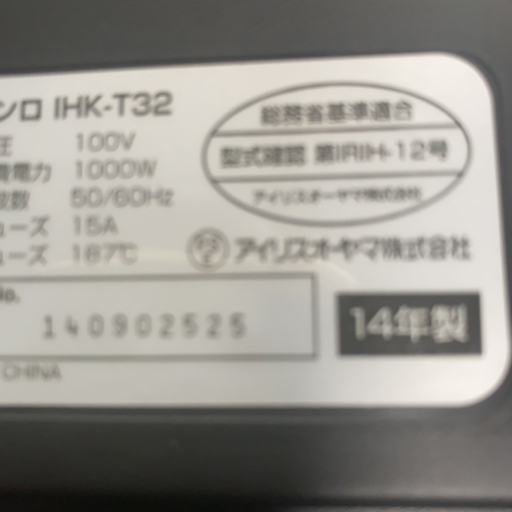 ンロ IHK-T32
圧 100V
費電力 1000W
波数 50/60Hz
ューズ 15A
ューズ 187℃
総務省基準適合
型式確認 第IRIH-12号
アイリスオーヤマ株式会社
アイリスオーヤマ株式会社
No.
140902525
14年製
CHINA